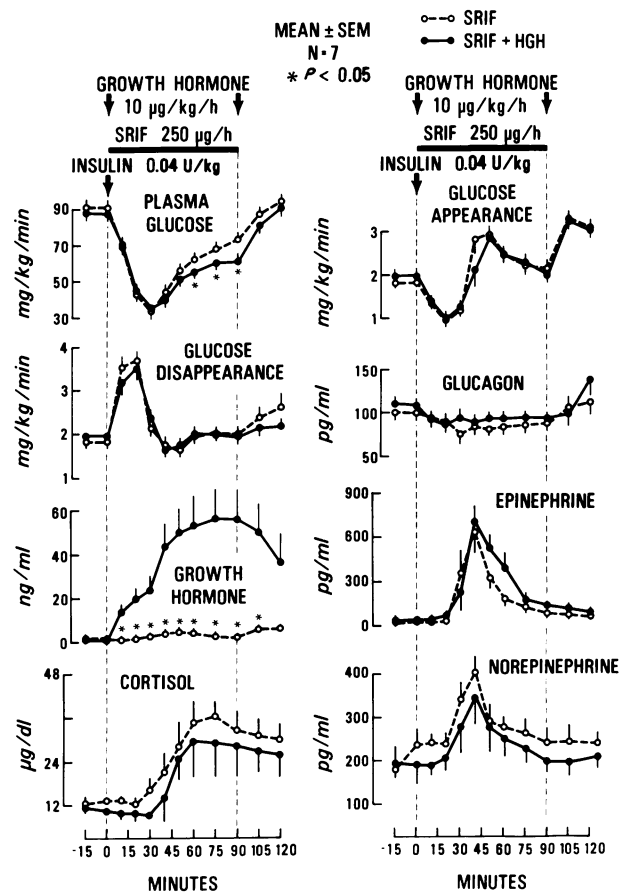 MEAN ± SEM
N = 7
* P < 0.05
SRIF
SRIF + HGH
GROWTH HORMONE
10 μg/kg/h
SRIF 250 μg/h
INSULIN 0.04 U/kg
PLASMA
GLUCOSE
mg/kg/min
90
70
50
30
*
*
*
GLUCOSE
DISAPPEARANCE
mg/kg/min
4
3
2
1
GROWTH
HORMONE
ng/ml
60
40
20
0
* * * * * * * *
CORTISOL
μg/dl
48
24
12
-15 0 15 30 45 60 75 90 105 120
MINUTES
GROWTH HORMONE
10 μg/kg/h
SRIF 250 μg/h
INSULIN 0.04 U/kg
GLUCOSE
APPEARANCE
mg/kg/min
3
2
1
GLUCAGON
pg/ml
150
100
50
EPINEPHRINE
pg/ml
900
600
300
0
NOREPINEPHRINE
pg/ml
400
300
200
100
-15 0 15 30 45 60 75 90 105 120
MINUTES